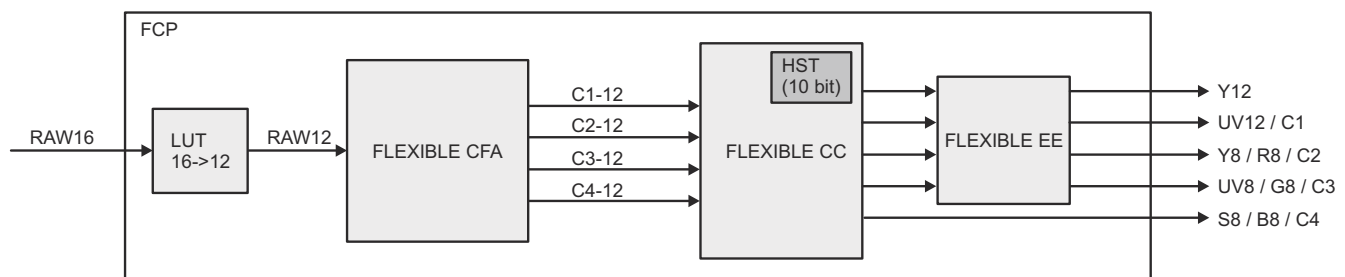 FCP
HST
(10 bit)
C1-12
Y12
RAW16
LUT
16->12
RAW12
FLEXIBLE CFA
C2-12
C3-12
C4-12
FLEXIBLE CC
FLEXIBLE EE
UV12 / C1
Y8 / R8 / C2
UV8 / G8 / C3
S8 / B8 / C4